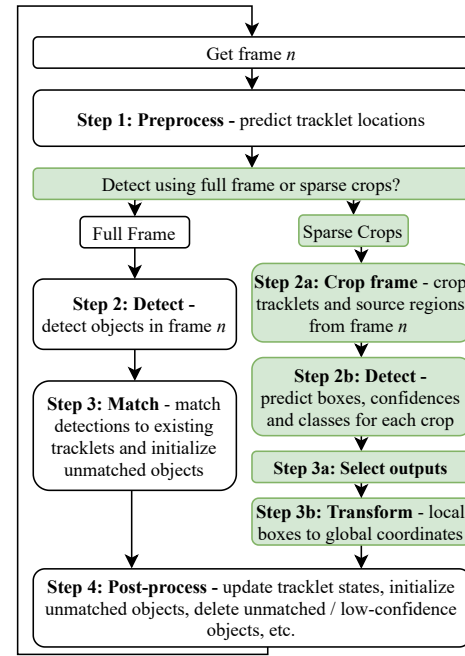 Get frame n
Step 1: Preprocess - predict tracklet locations
Detect using full frame or sparse crops?
Full Frame
Step 2: Detect -
detect objects in frame n
Step 3: Match - match
detections to existing
tracklets and initialize
unmatched objects
Sparse Crops
Step 2a: Crop frame - crop
tracklets and source regions
from frame n
Step 2b: Detect -
predict boxes, confidences
and classes for each crop
Step 3a: Select outputs
Step 3b: Transform - local
boxes to global coordinates
Step 4: Post-process - update tracklet states, initialize
unmatched objects, delete unmatched / low-confidence
objects, etc.